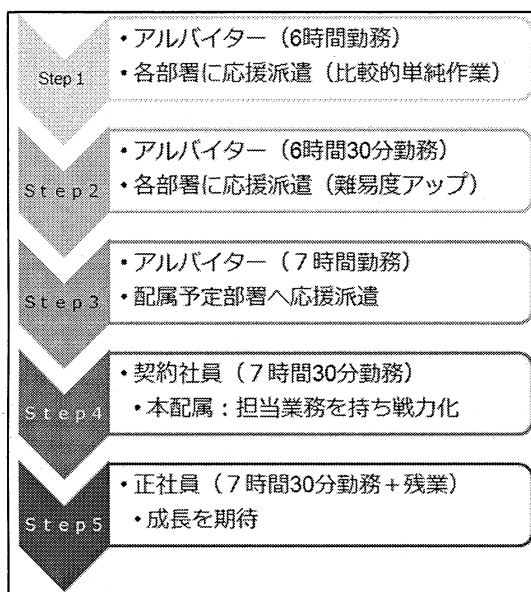 Step 1
・アルバイター（6時間勤務）
・各部署に応援派遣（比較的単純作業）
Step2
・アルバイター（6時間30分勤務）
・各部署に応援派遣（難易度アップ）
Step3
・アルバイター（７時間勤務）
・配属予定部署へ応援派遣
Step4
・契約社員（７時間30分勤務）
・本配属：担当業務を持ち戦力化
Step5
・正社員（７時間30分勤務＋残業）
・成長を期待